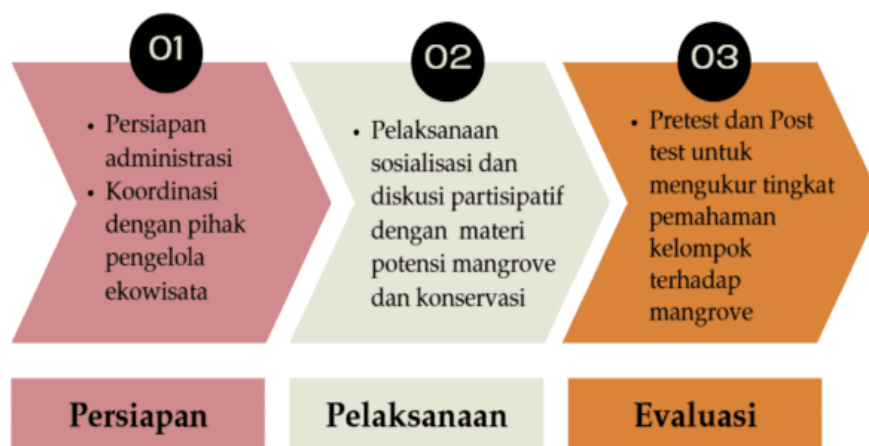 01
• Persiapan
administrasi
• Koordinasi
dengan pihak
pengelola
ekowisata
Persiapan
02
• Pelaksanaan
sosialisasi dan
diskusi partisipatif
dengan materi
potensi mangrove
dan konservasi
Pelaksanaan
03
• Pretest dan Post
test untuk
mengukur tingkat
pemahaman
kelompok
terhadap
mangrove
Evaluasi